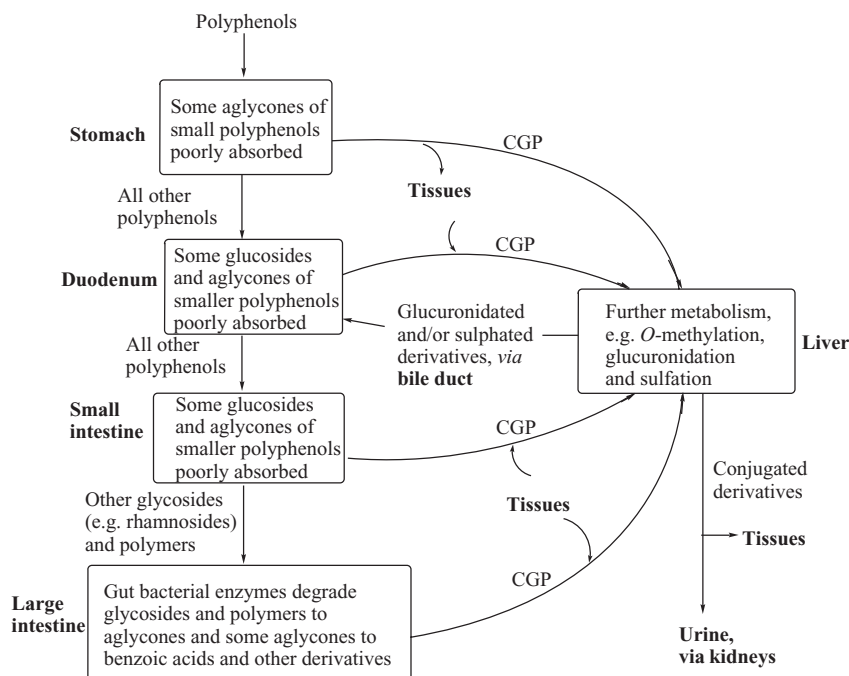 Polyphenols
Stomach
Some aglycones of
small polyphenols
poorly absorbed
CGP
Tissues
All other
polyphenols
Duodenum
Some glucosides
and aglycones of
smaller polyphenols
poorly absorbed
CGP
Glucuronidated
and/or sulphated
derivatives, via
bile duct
Further metabolism,
e.g. O-methylation,
glucuronidation
and sulfation
Liver
All other
polyphenols
Small
intestine
Some glucosides
and aglycones of
smaller polyphenols
poorly absorbed
CGP
Tissues
Conjugated
derivatives
Tissues
Other glycosides
(e.g. rhamnosides)
and polymers
CGP
Large
intestine
Gut bacterial enzymes degrade
glycosides and polymers to
aglycones and some aglycones to
benzoic acids and other derivatives
Urine,
via kidneys